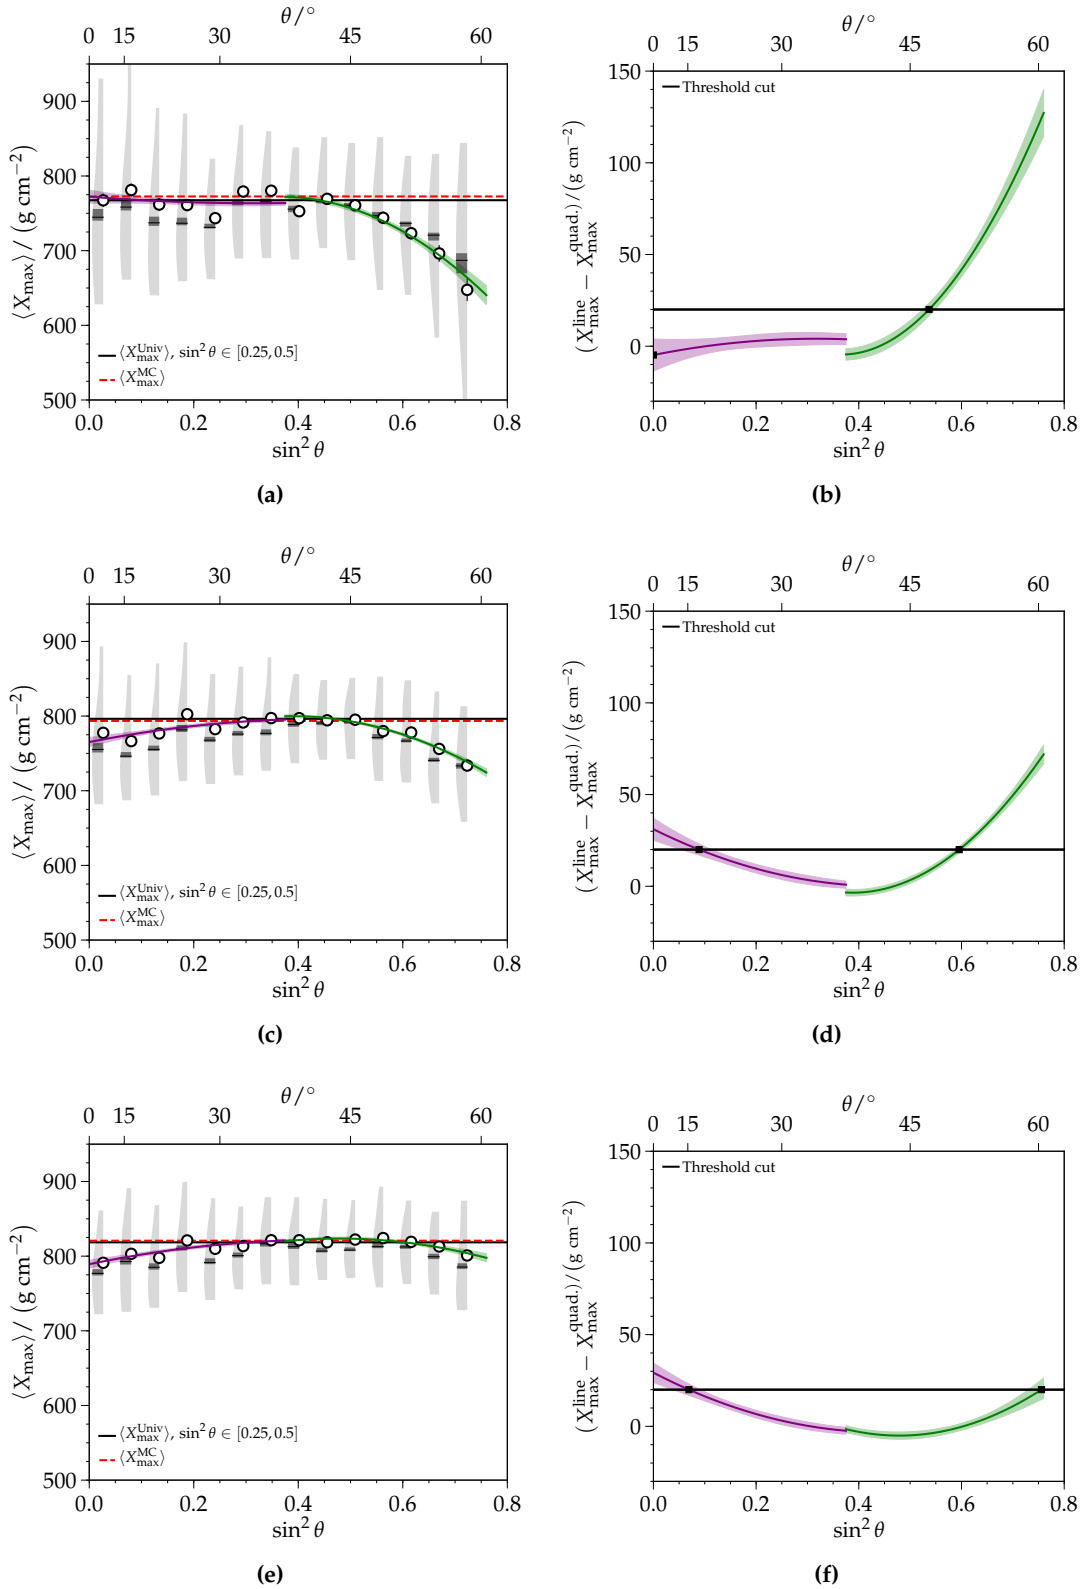 θ/°
0 15 30 45 60
900
800
700
600
500
⟨X_max⟩/(g cm⁻²)
⟨X_max^Univ⟩, sin² θ ∈ [0.25, 0.5]
⟨X_max^MC⟩
0.0 0.2 0.4 0.6 0.8
sin² θ
(a)
θ/°
0 15 30 45 60
150
100
50
0
(X_max^line − X_max^quad.)/(g cm⁻²)
Threshold cut
0.0 0.2 0.4 0.6 0.8
sin² θ
(b)
θ/°
0 15 30 45 60
900
800
700
600
500
⟨X_max⟩/(g cm⁻²)
⟨X_max^Univ⟩, sin² θ ∈ [0.25, 0.5]
⟨X_max^MC⟩
0.0 0.2 0.4 0.6 0.8
sin² θ
(c)
θ/°
0 15 30 45 60
150
100
50
0
(X_max^line − X_max^quad.)/(g cm⁻²)
Threshold cut
0.0 0.2 0.4 0.6 0.8
sin² θ
(d)
θ/°
0 15 30 45 60
900
800
700
600
500
⟨X_max⟩/(g cm⁻²)
⟨X_max^Univ⟩, sin² θ ∈ [0.25, 0.5]
⟨X_max^MC⟩
0.0 0.2 0.4 0.6 0.8
sin² θ
(e)
θ/°
0 15 30 45 60
150
100
50
0
(X_max^line − X_max^quad.)/(g cm⁻²)
Threshold cut
0.0 0.2 0.4 0.6 0.8
sin² θ
(f)